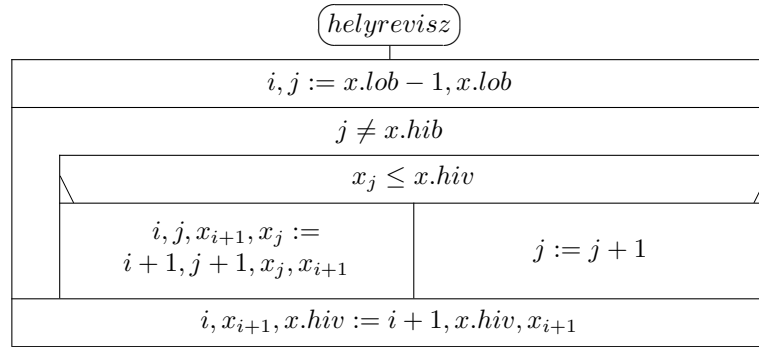 helyrevisz
i, j := x.lob − 1, x.lob
j ≠ x.hib
x_j ≤ x.hiv
i, j, x_{i+1}, x_j :=
i + 1, j + 1, x_j, x_{i+1}
j := j + 1
i, x_{i+1}, x.hiv := i + 1, x.hiv, x_{i+1}